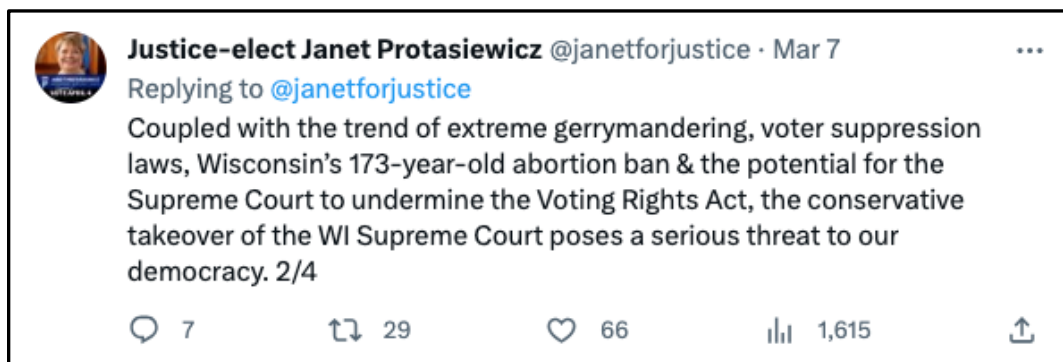 Justice-elect Janet Protasiewicz @janetforjustice · Mar 7
Replying to @janetforjustice
Coupled with the trend of extreme gerrymandering, voter suppression
laws, Wisconsin’s 173-year-old abortion ban & the potential for the
Supreme Court to undermine the Voting Rights Act, the conservative
takeover of the WI Supreme Court poses a serious threat to our
democracy. 2/4
7 29 66 1,615